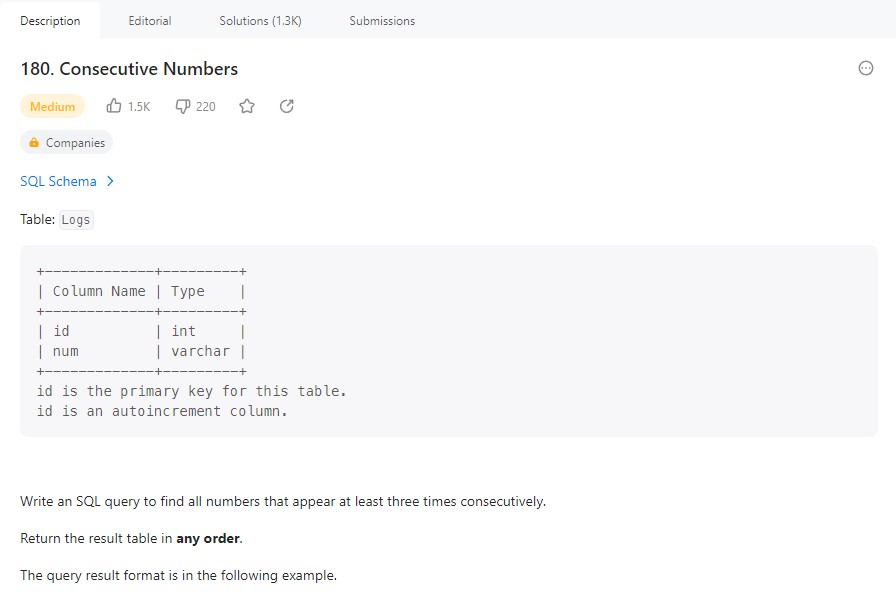 Description Editorial Solutions (1.3K) Submissions
180. Consecutive Numbers
Medium 1.5K 220
Companies
SQL Schema
Table: Logs
+-------------+---------+
| Column Name | Type    |
+-------------+---------+
| id          | int     |
| num         | varchar |
+-------------+---------+
id is the primary key for this table.
id is an autoincrement column.
Write an SQL query to find all numbers that appear at least three times consecutively.
Return the result table in any order.
The query result format is in the following example.